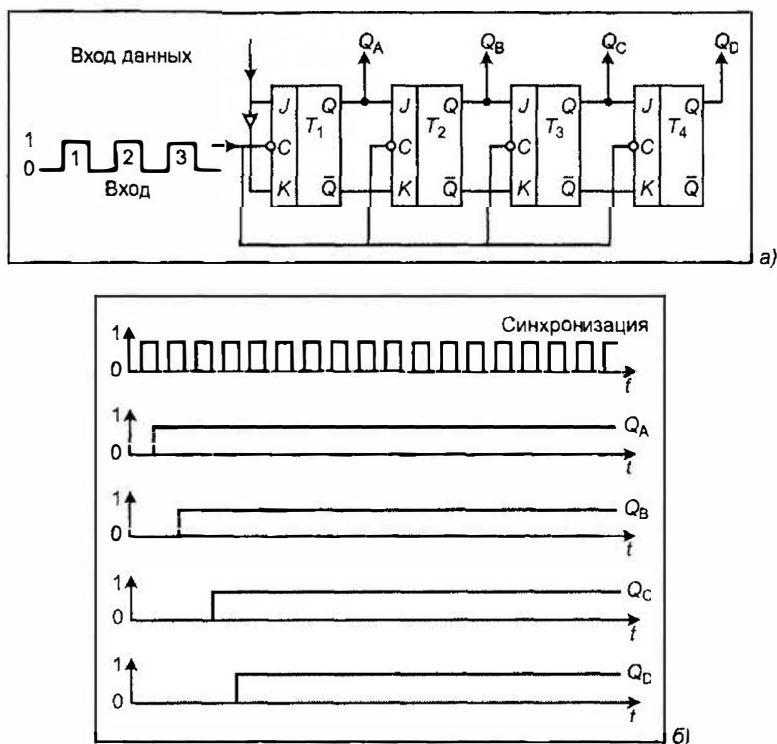 Вход данных
Q_A Q_B Q_C Q_D
J Q J Q J Q J Q
T_1 T_2 T_3 T_4
C C C C
1
0
1 2 3
Вход
K Q̅ K Q̅ K Q̅ K Q̅
а)
Синхронизация
1
0
t
1
Q_A
0
t
1
Q_B
0
t
1
Q_C
0
t
1
Q_D
0
t
б)